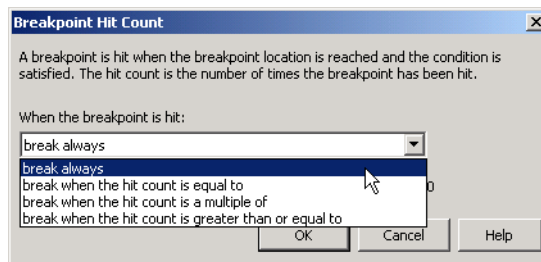 Breakpoint Hit Count
A breakpoint is hit when the breakpoint location is reached and the condition is
satisfied. The hit count is the number of times the breakpoint has been hit.
When the breakpoint is hit:
break always
break always
break when the hit count is equal to
break when the hit count is a multiple of
break when the hit count is greater than or equal to
OK Cancel Help